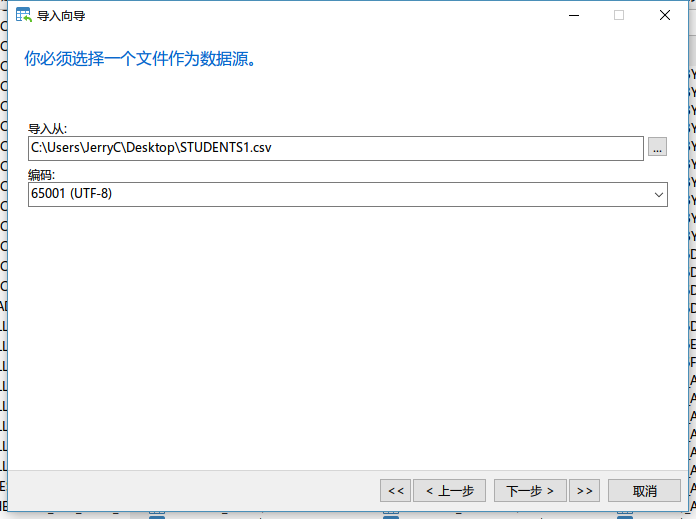 导入向导
你必须选择一个文件作为数据源。
导入从:
C:\Users\JerryC\Desktop\STUDENTS1.csv
...
编码:
65001 (UTF-8)
<< < 上一步 下一步 > >> 取消